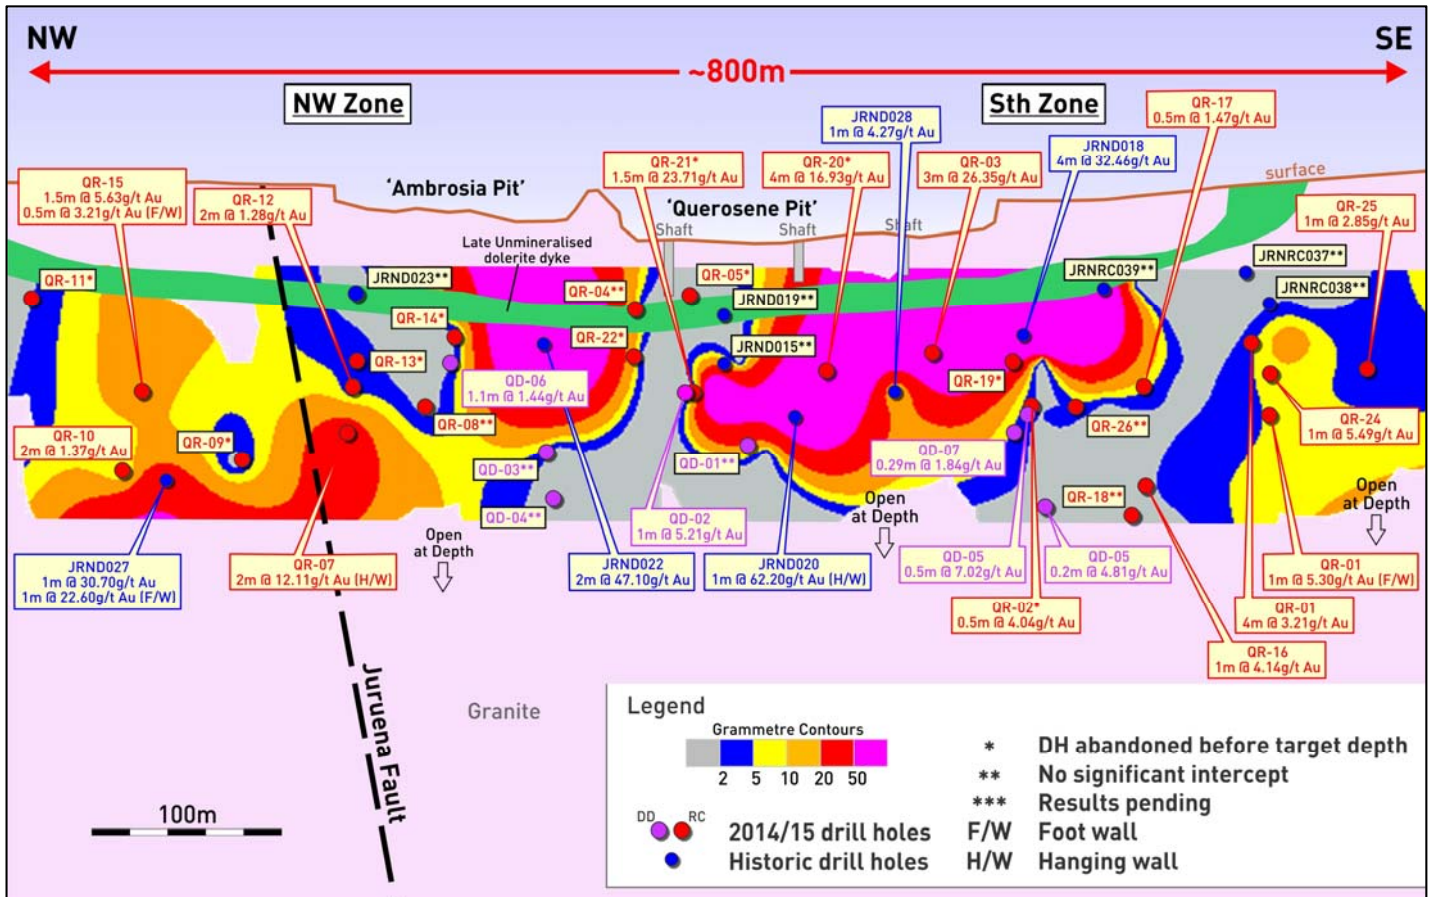 NW
SE
~800m
NW Zone
Sth Zone
QR-17
0.5m @ 1.47g/t Au
JRND028
1m @ 4.27g/t Au
JRND018
4m @ 32.46g/t Au
QR-21*
1.5m @ 23.71g/t Au
QR-20*
4m @ 16.93g/t Au
QR-03
3m @ 26.35g/t Au
QR-15
1.5m @ 5.63g/t Au
0.5m @ 3.21g/t Au (F/W)
QR-12
2m @ 1.28g/t Au
'Ambrosia Pit'
'Querosene Pit'
surface
QR-25
1m @ 2.85g/t Au
Shaft
Shaft
Shaft
Late Unmineralised
dolerite dyke
JRNRC037**
JRNRC038**
JRNRC039**
QR-11*
JRND023**
QR-04**
QR-05*
JRND019**
QR-14*
QR-22*
JRND015**
QR-13*
QR-19*
QD-06
1.1m @ 1.44g/t Au
QR-08**
QR-26**
QR-24
1m @ 5.49g/t Au
QR-10
2m @ 1.37g/t Au
QR-09*
QD-03**
QD-01**
QD-07
0.29m @ 1.84g/t Au
QD-04**
QR-18**
QD-02
1m @ 5.21g/t Au
Open
at Depth
Open
at Depth
Open
at Depth
JRND027
1m @ 30.70g/t Au
1m @ 22.60g/t Au (F/W)
QR-07
2m @ 12.11g/t Au (H/W)
JRND022
2m @ 47.10g/t Au
JRND020
1m @ 62.20g/t Au (H/W)
QD-05
0.5m @ 7.02g/t Au
QD-05
0.2m @ 4.81g/t Au
QR-01
1m @ 5.30g/t Au (F/W)
QR-02*
0.5m @ 4.04g/t Au
QR-01
4m @ 3.21g/t Au
QR-16
1m @ 4.14g/t Au
Juruena Fault
Granite
100m
Legend
Grammetre Contours
2 5 10 20 50
DD RC
2014/15 drill holes
Historic drill holes
* DH abandoned before target depth
** No significant intercept
*** Results pending
F/W Foot wall
H/W Hanging wall